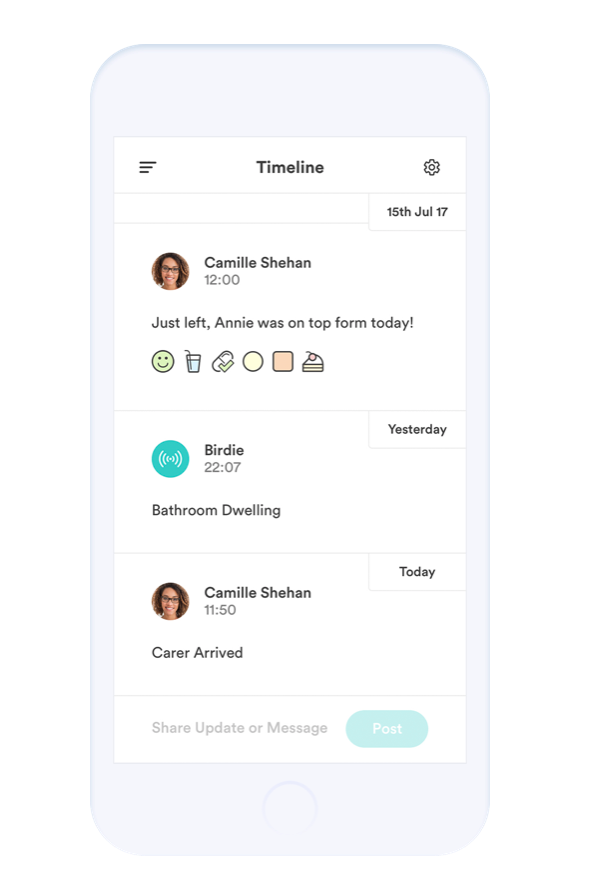 Timeline
15th Jul 17
Camille Shehan
12:00
Just left, Annie was on top form today!
Yesterday
Birdie
22:07
Bathroom Dwelling
Today
Camille Shehan
11:50
Carer Arrived
Share Update or Message
Post